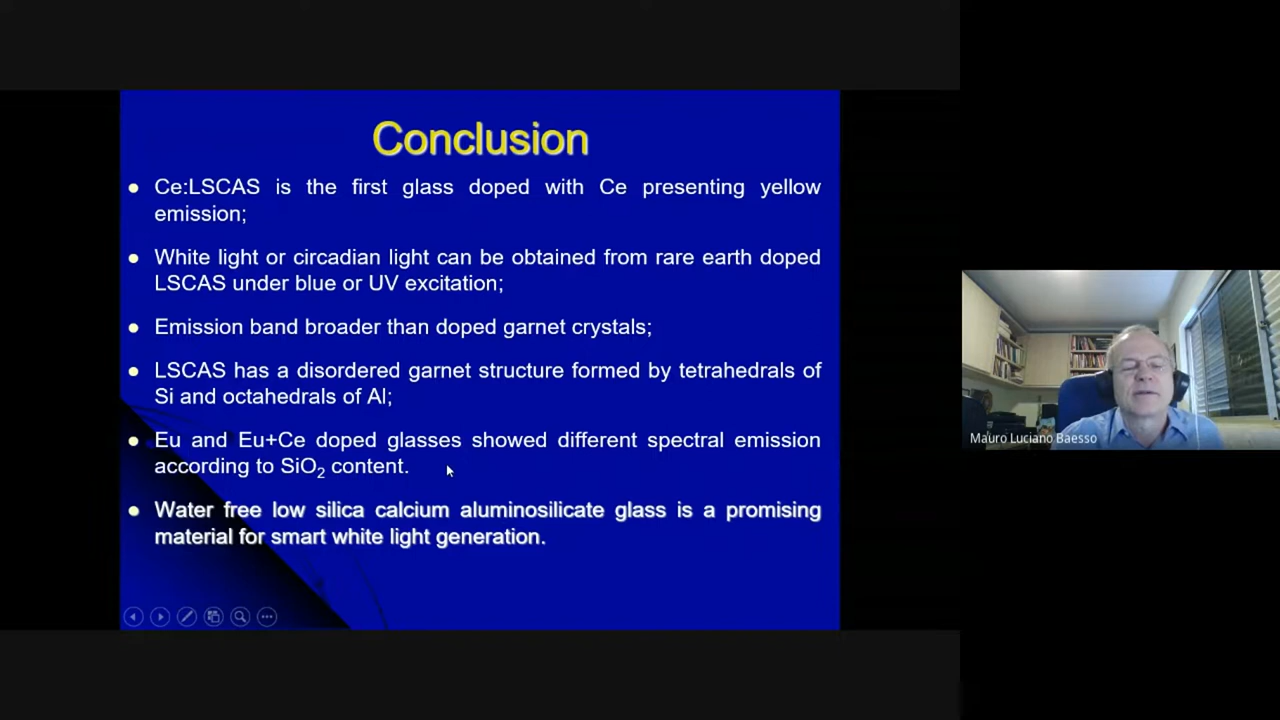 Conclusion
Ce:LSCAS is the first glass doped with Ce presenting yellow
emission;
White light or circadian light can be obtained from rare earth doped
LSCAS under blue or UV excitation;
Emission band broader than doped garnet crystals;
LSCAS has a disordered garnet structure formed by tetrahedrals of
Si and octahedrals of Al;
Eu and Eu+Ce doped glasses showed different spectral emission
according to SiO₂ content.
Water free low silica calcium aluminosilicate glass is a promising
material for smart white light generation.
Mauro Luciano Baesso